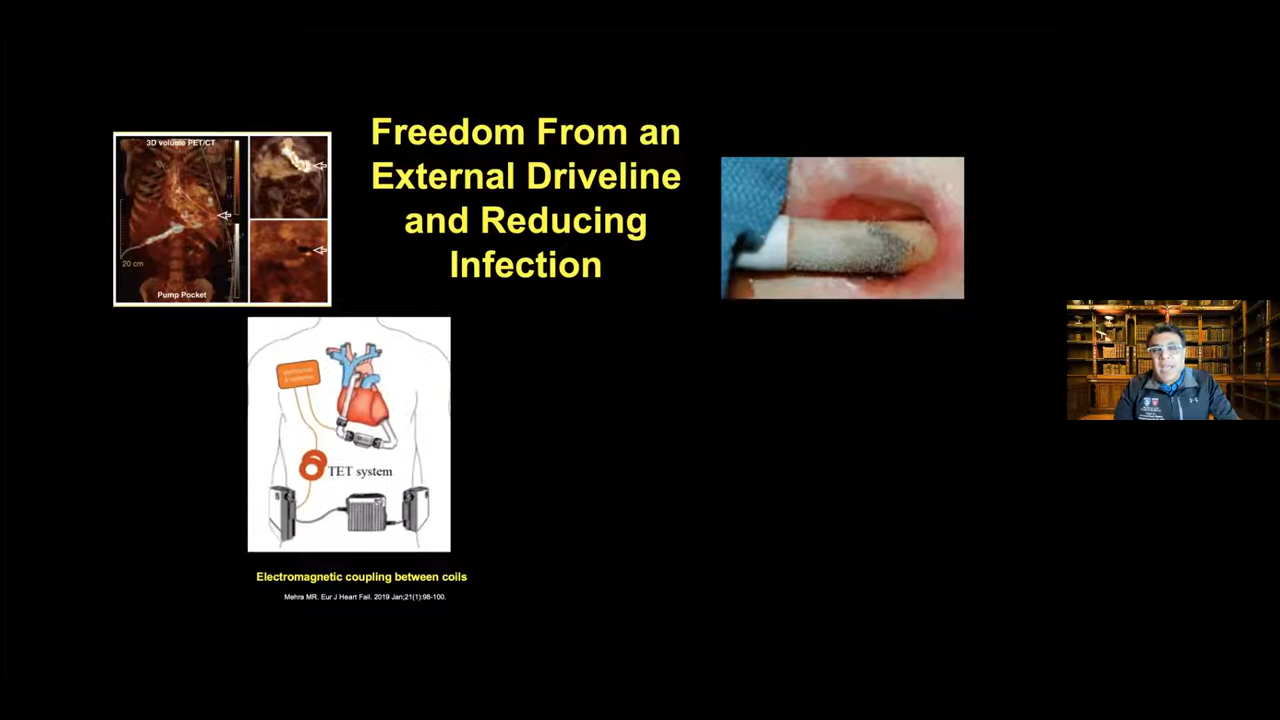 3D volume PET/CT
20 cm
Pump Pocket
Freedom From an
External Driveline
and Reducing
Infection
TET system
Electromagnetic coupling between coils
Mehra MR. Eur J Heart Fail. 2019 Jan;21(1):98-100.